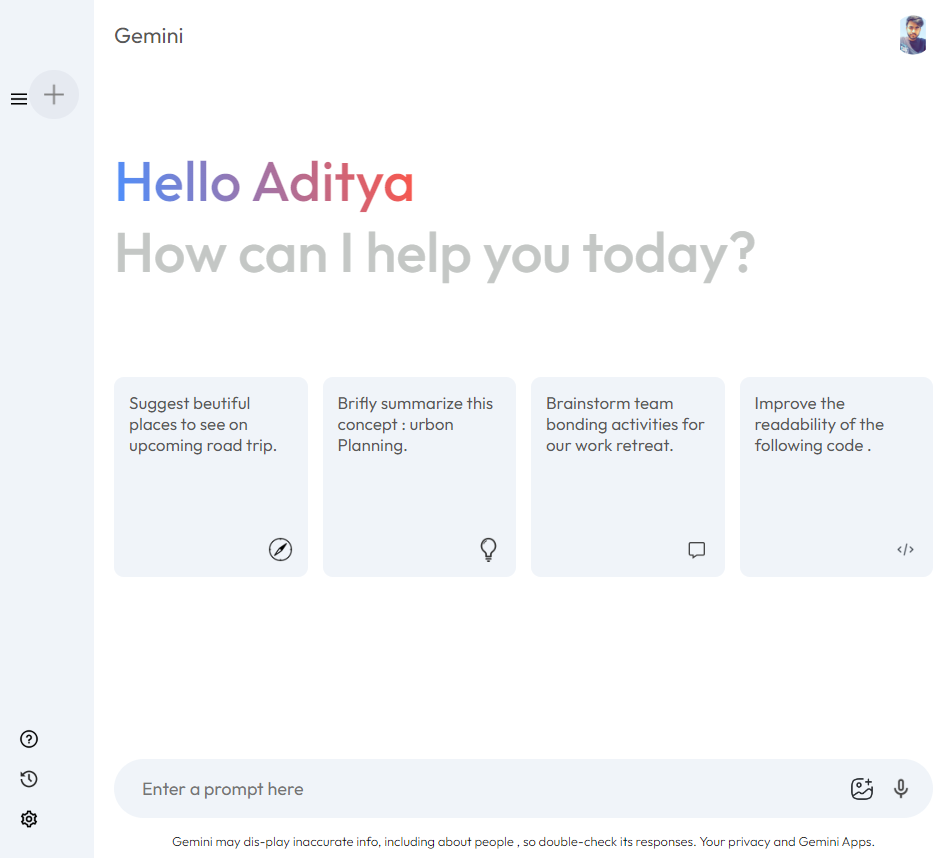 Gemini
Hello Aditya
How can I help you today?
Suggest beutiful
places to see on
upcoming road trip.
Brifly summarize this
concept : urbon
Planning.
Brainstorm team
bonding activities for
our work retreat.
Improve the
readability of the
following code .
Enter a prompt here
Gemini may dis-play inaccurate info, including about people , so double-check its responses. Your privacy and Gemini Apps.